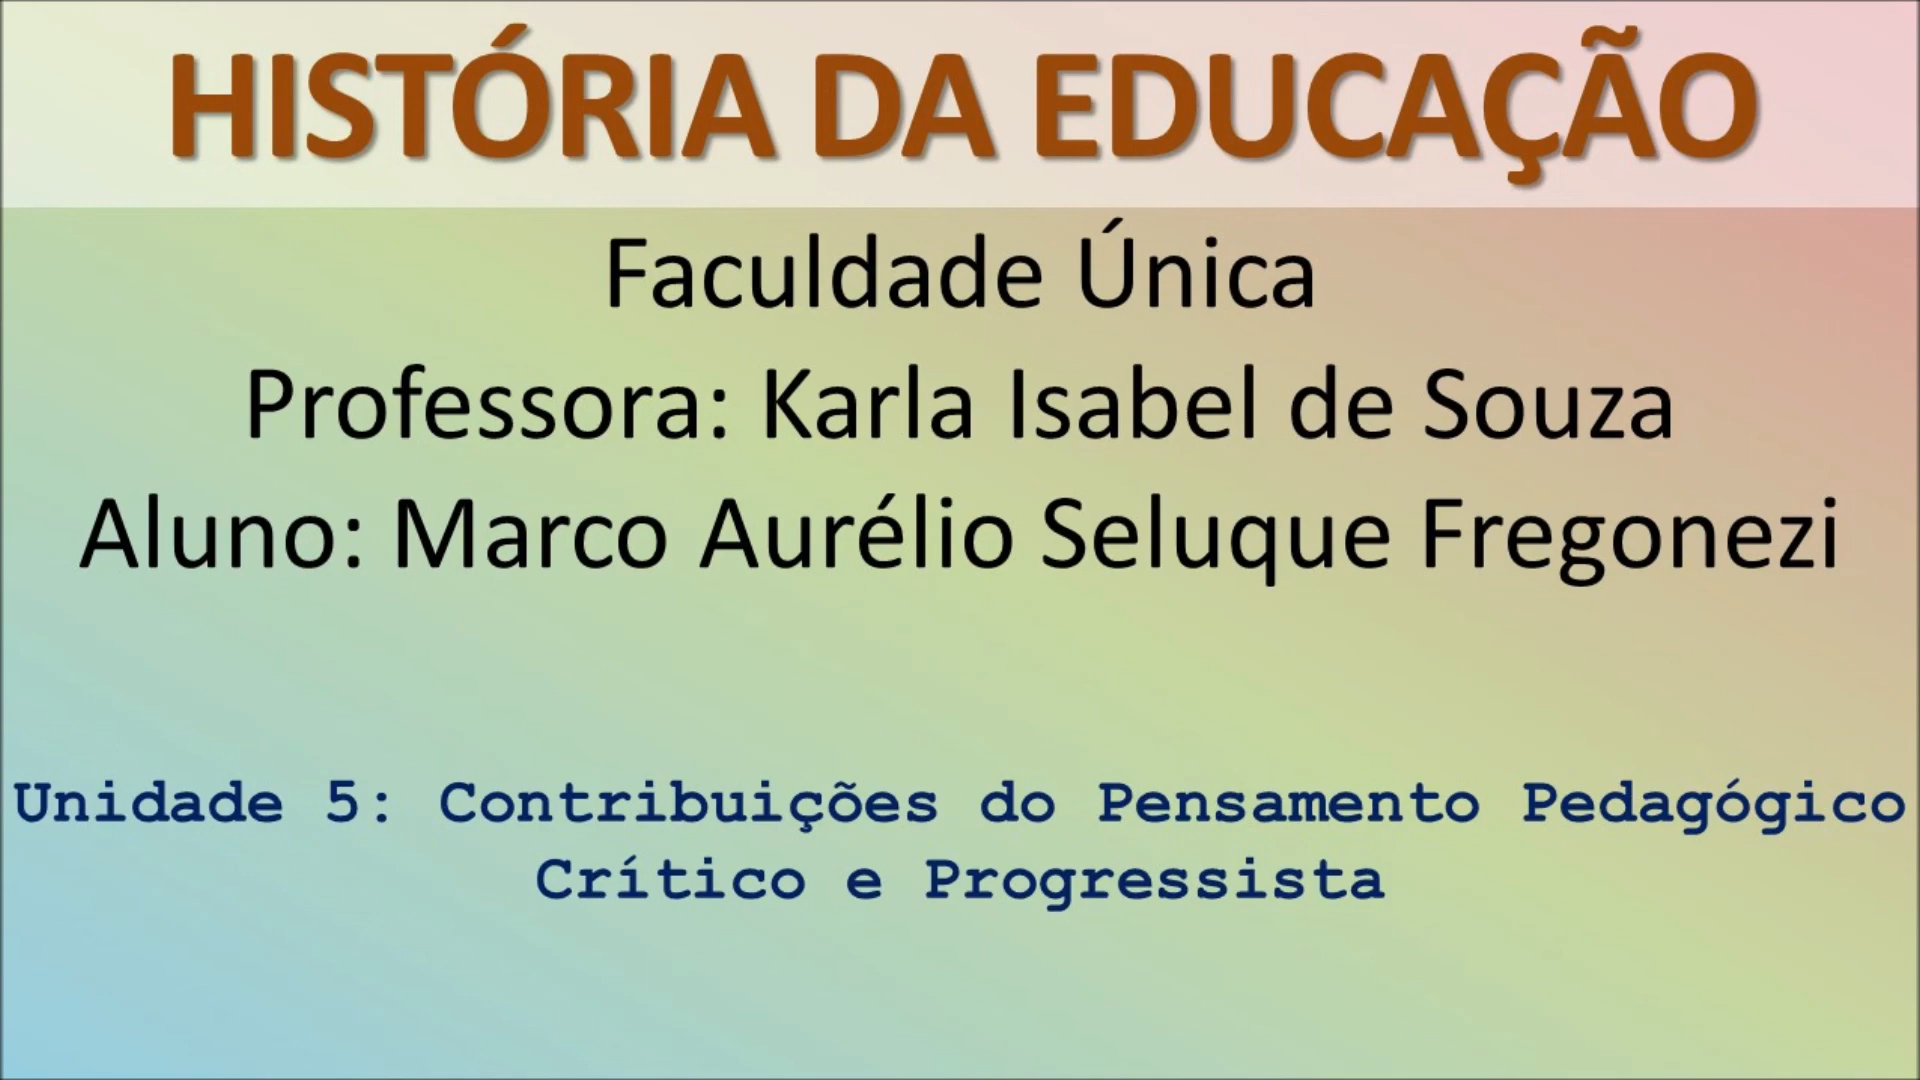 HISTÓRIA DA EDUCAÇÃO
Faculdade Única
Professora: Karla Isabel de Souza
Aluno: Marco Aurélio Seluque Fregonezi
Unidade 5: Contribuições do Pensamento Pedagógico
Crítico e Progressista